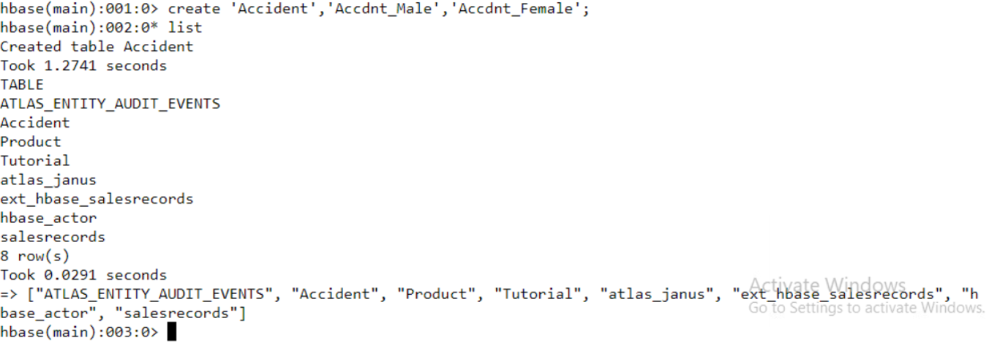 hbase(main):001:0> create 'Accident','Accdnt_Male','Accdnt_Female';
hbase(main):002:0* list
Created table Accident
Took 1.2741 seconds
TABLE
ATLAS_ENTITY_AUDIT_EVENTS
Accident
Product
Tutorial
atlas_janus
ext_hbase_salesrecords
hbase_actor
salesrecords
8 row(s)
Took 0.0291 seconds
=> ["ATLAS_ENTITY_AUDIT_EVENTS", "Accident", "Product", "Tutorial", "atlas_janus", "ext_hbase_salesrecords", "h
base_actor", "salesrecords"]
hbase(main):003:0>
Activate Windows
Go to Settings to activate Windows.